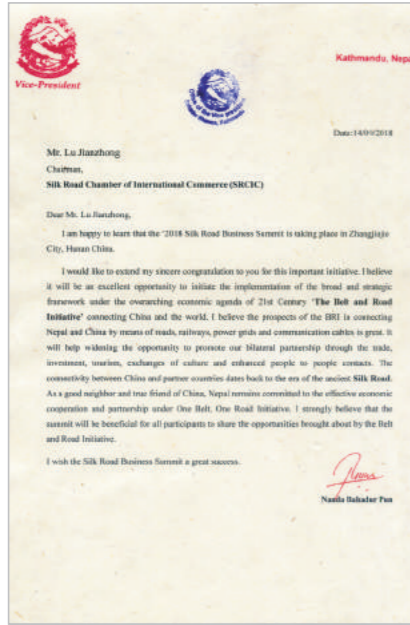 Vice-President
Kathmandu, Nepa
Office of the Vice President
Date:14/09/2018
Mr. Lu Jianzhong
Chairman,
Silk Road Chamber of International Commerce (SRCIC)
Dear Mr. Lu Jianzhong,
I am happy to learn that the '2018 Silk Road Business Summit is taking place in Zhangjiajie
City, Hunan China.
I would like to extend my sincere congratulation to you for this important initiative. I believe
it will be an excellent opportunity to initiate the implementation of the broad and strategic
framework under the overarching economic agenda of 21st Century 'The Belt and Road
Initiative' connecting China and the world. I believe the prospects of the BRI is connecting
Nepal and China by means of roads, railways, power grids and communication cables is great. It
will help widening the opportunity to promote our bilateral partnership through the trade,
investment, tourism, exchanges of culture and enhanced people to people contacts. The
connectivity between China and partner countries dates back to the era of the ancient Silk Road.
As a good neighbor and true friend of China, Nepal remains committed to the effective economic
cooperation and partnership under One Belt, One Road Initiative. I strongly believe that the
summit will be beneficial for all participants to share the opportunities brought about by the Belt
and Road Initiative.
I wish the Silk Road Business Summit a great success.
Nanda Bahadur Pun